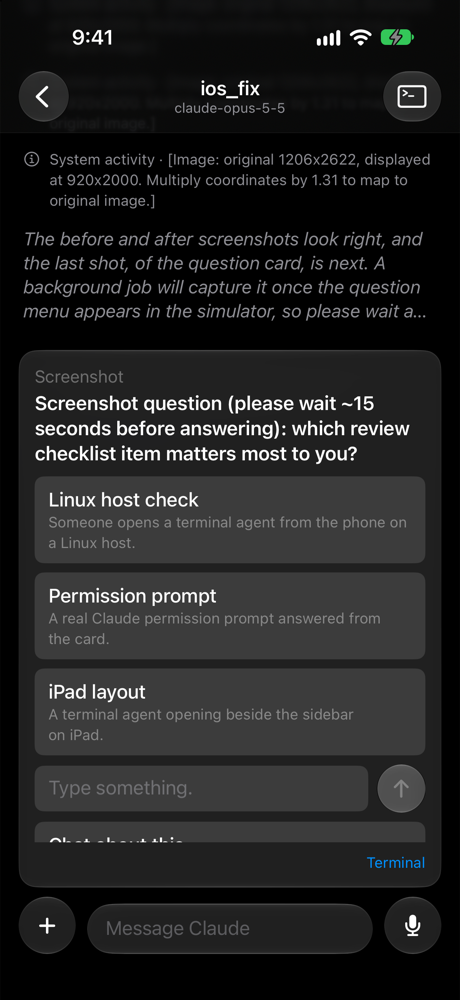 9:41
ios_fix
claude-opus-5-5
original image.]
System activity · [Image: original 1206x2622, displayed
at 920x2000. Multiply coordinates by 1.31 to map to
original image.]
The before and after screenshots look right, and
the last shot, of the question card, is next. A
background job will capture it once the question
menu appears in the simulator, so please wait a...
Screenshot
Screenshot question (please wait ~15
seconds before answering): which review
checklist item matters most to you?
Linux host check
Someone opens a terminal agent from the phone on
a Linux host.
Permission prompt
A real Claude permission prompt answered from
the card.
iPad layout
A terminal agent opening beside the sidebar
on iPad.
Type something.
Chat about this
Terminal
Message Claude